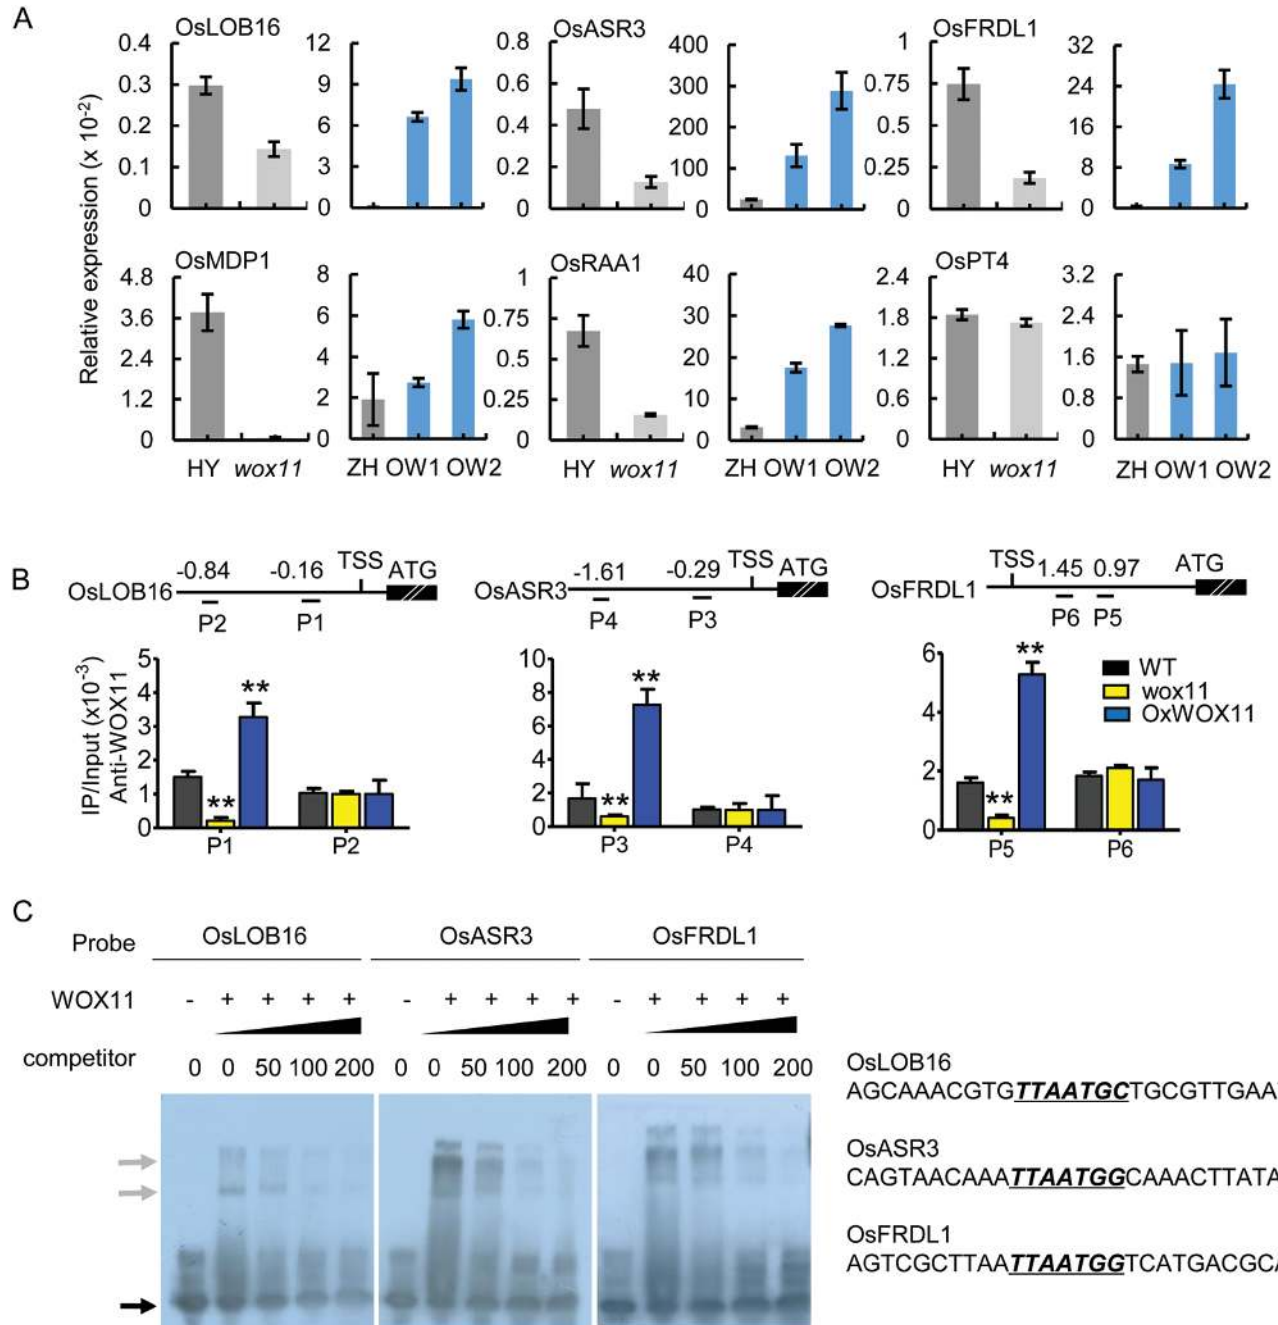 A
OsLOB16 OsASR3 OsFRDL1
Relative expression (x 10-2)
0.4 0.3 0.2 0.1 0
12 9 6 3 0
0.8 0.6 0.4 0.2 0
400 300 200 100 0
1 0.75 0.5 0.25 0
32 24 16 8 0
OsMDP1 OsRAA1 OsPT4
4.8 3.6 2.4 1.2 0
8 6 4 2 0
1 0.75 0.5 0.25 0
40 30 20 10 0
2.4 1.8 1.2 0.6 0
3.2 2.4 1.6 0.8 0
HY wox11 ZH OW1 OW2 HY wox11 ZH OW1 OW2 HY wox11 ZH OW1 OW2
B
OsLOB16 -0.84 -0.16 TSS ATG
P2 P1
OsASR3 -1.61 -0.29 TSS ATG
P4 P3
OsFRDL1 TSS 1.45 0.97 ATG
P6 P5
IP/Input (x10-3)
Anti-WOX11
5 4 3 2 1 0
** **
P1 P2
10 8 6 4 2 0
** **
P3 P4
6 4 2 0
** **
P5 P6
WT
wox11
OxWOX11
C
Probe OsLOB16 OsASR3 OsFRDL1
WOX11 - + + + + - + + + + - + + + +
competitor 0 0 50 100 200 0 0 50 100 200 0 0 50 100 200
OsLOB16
AGCAAACGTGTTAATGCTGCGTTGAA
OsASR3
CAGTAACAAATTAATGGCAAACTTATA
OsFRDL1
AGTCGCTTAATTAATGGTCATGACGCA